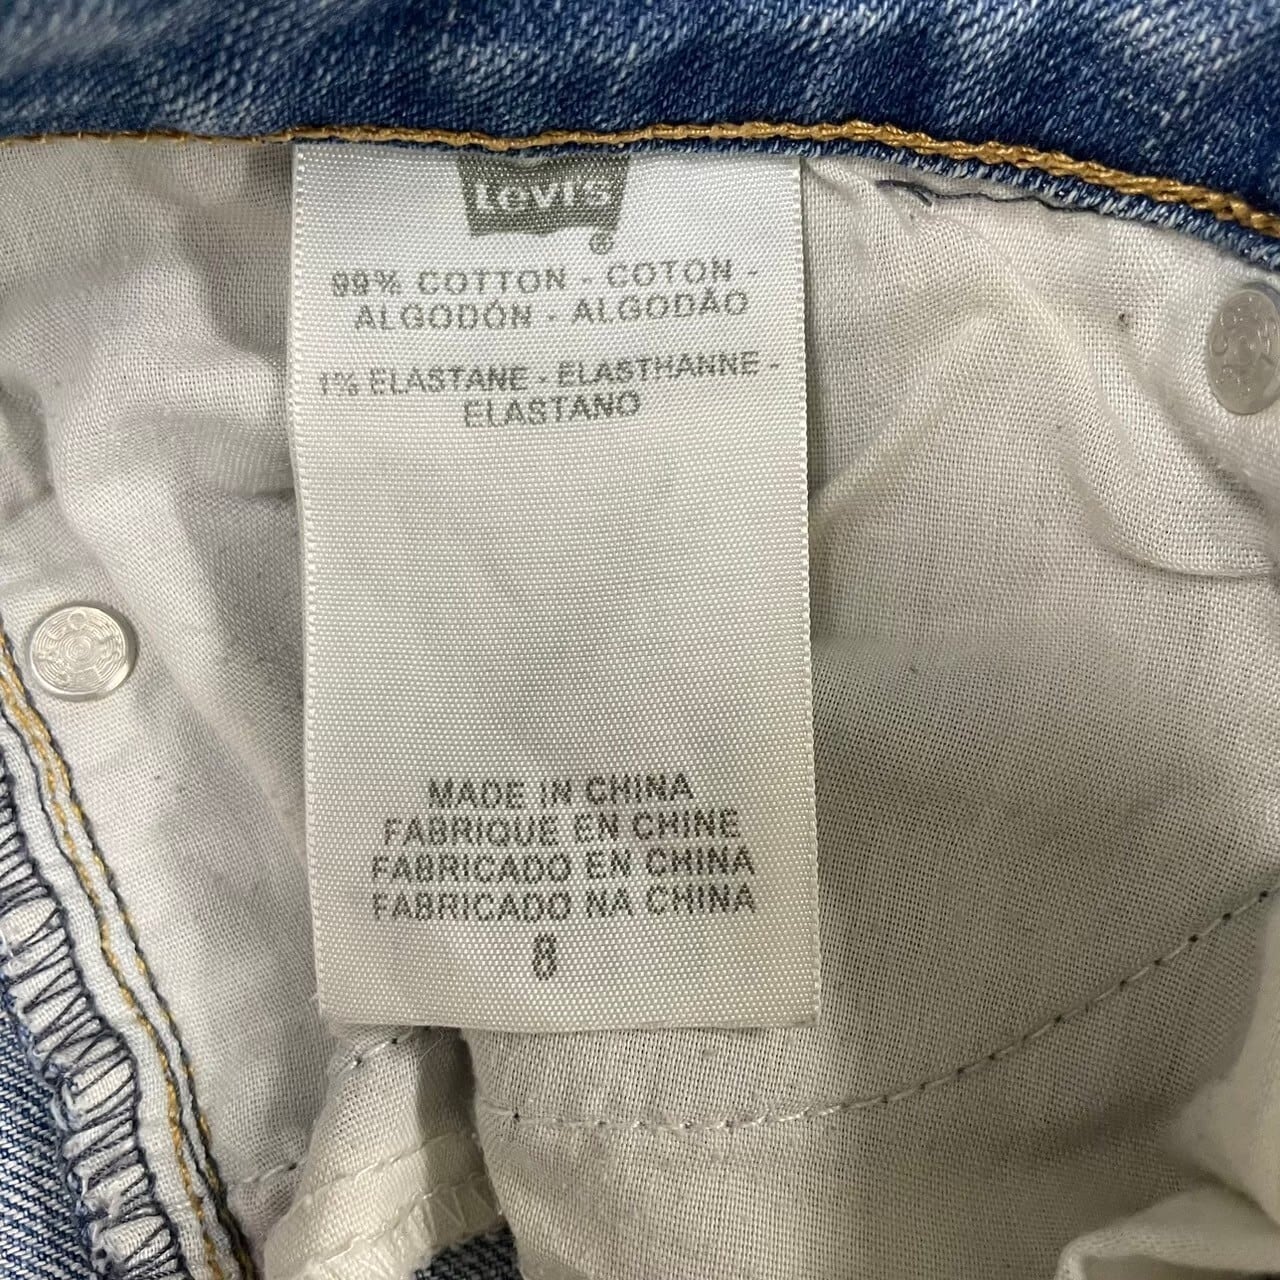 Levi's
®
99% COTTON - COTON -
ALGODÓN - ALGODÃO
1% ELASTANE - ELASTHANNE -
ELASTANO
MADE IN CHINA
FABRIQUE EN CHINE
FABRICADO EN CHINA
FABRICADO NA CHINA
8